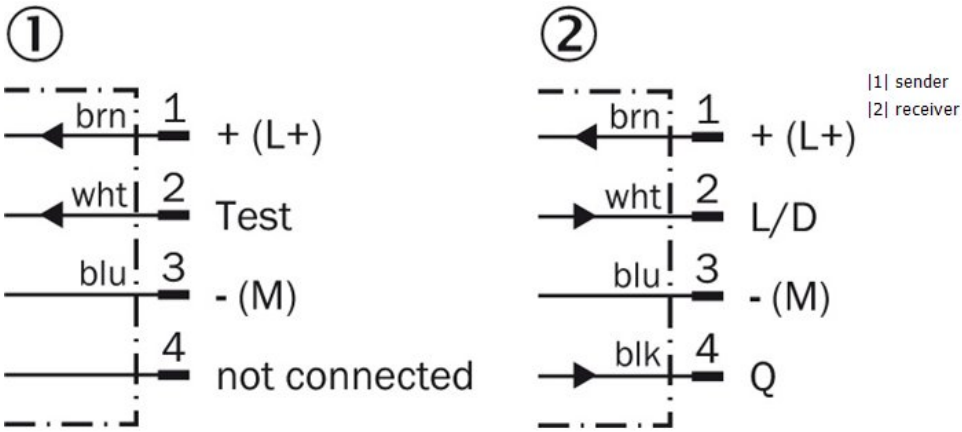 ① 
brn 1 + (L+)
wht 2 Test
blu 3 - (M)
4 not connected
②
brn 1 + (L+)
wht 2 L/D
blu 3 - (M)
blk 4 Q
|1| sender
|2| receiver